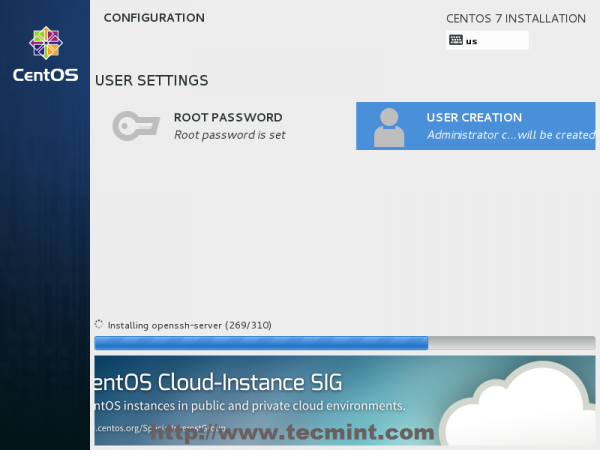 CentOS
CONFIGURATION
CENTOS 7 INSTALLATION
us
USER SETTINGS
ROOT PASSWORD
Root password is set
USER CREATION
Administrator c...will be created
Installing openssh-server (269/310)
entOS Cloud-Instance SIG
ntOS instances in public and private cloud environments.
.centos.org/SpecialInterestGroup
http://www.tecmint.com